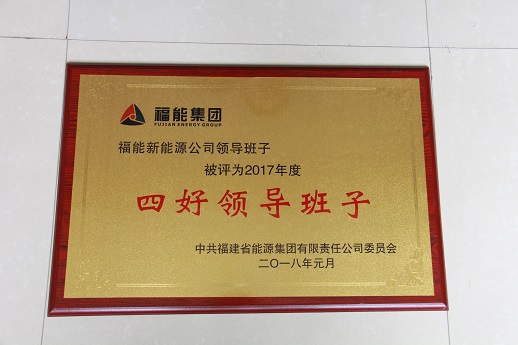 福能集团
FUJIAN ENERGY GROUP
福能新能源公司领导班子
被评为2017年度
四好领导班子
中共福建省能源集团有限责任公司委员会
二〇一八年元月